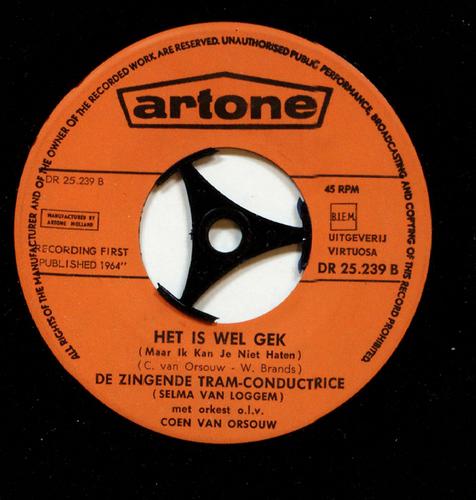 ALL RIGHTS OF THE MANUFACTURER AND OF THE OWNER OF THE RECORDED WORK ARE RESERVED. UNAUTHORISED PUBLIC PERFORMANCE, BROADCASTING AND COPYING OF THIS RECORD PROHIBITED.
artone
DR 25.239 B
45 RPM
MANUFACTURED BY
ARTONE HOLLAND
B.I.E.M.
RECORDING FIRST
PUBLISHED 1964"
UITGEVERIJ
VIRTUOSA
DR 25.239 B
HET IS WEL GEK
(Maar Ik Kan Je Niet Haten)
(C. van Orsouw - W. Brands)
DE ZINGENDE TRAM-CONDUCTRICE
(SELMA VAN LOGGEM)
met orkest o.l.v.
COEN VAN ORSOUW